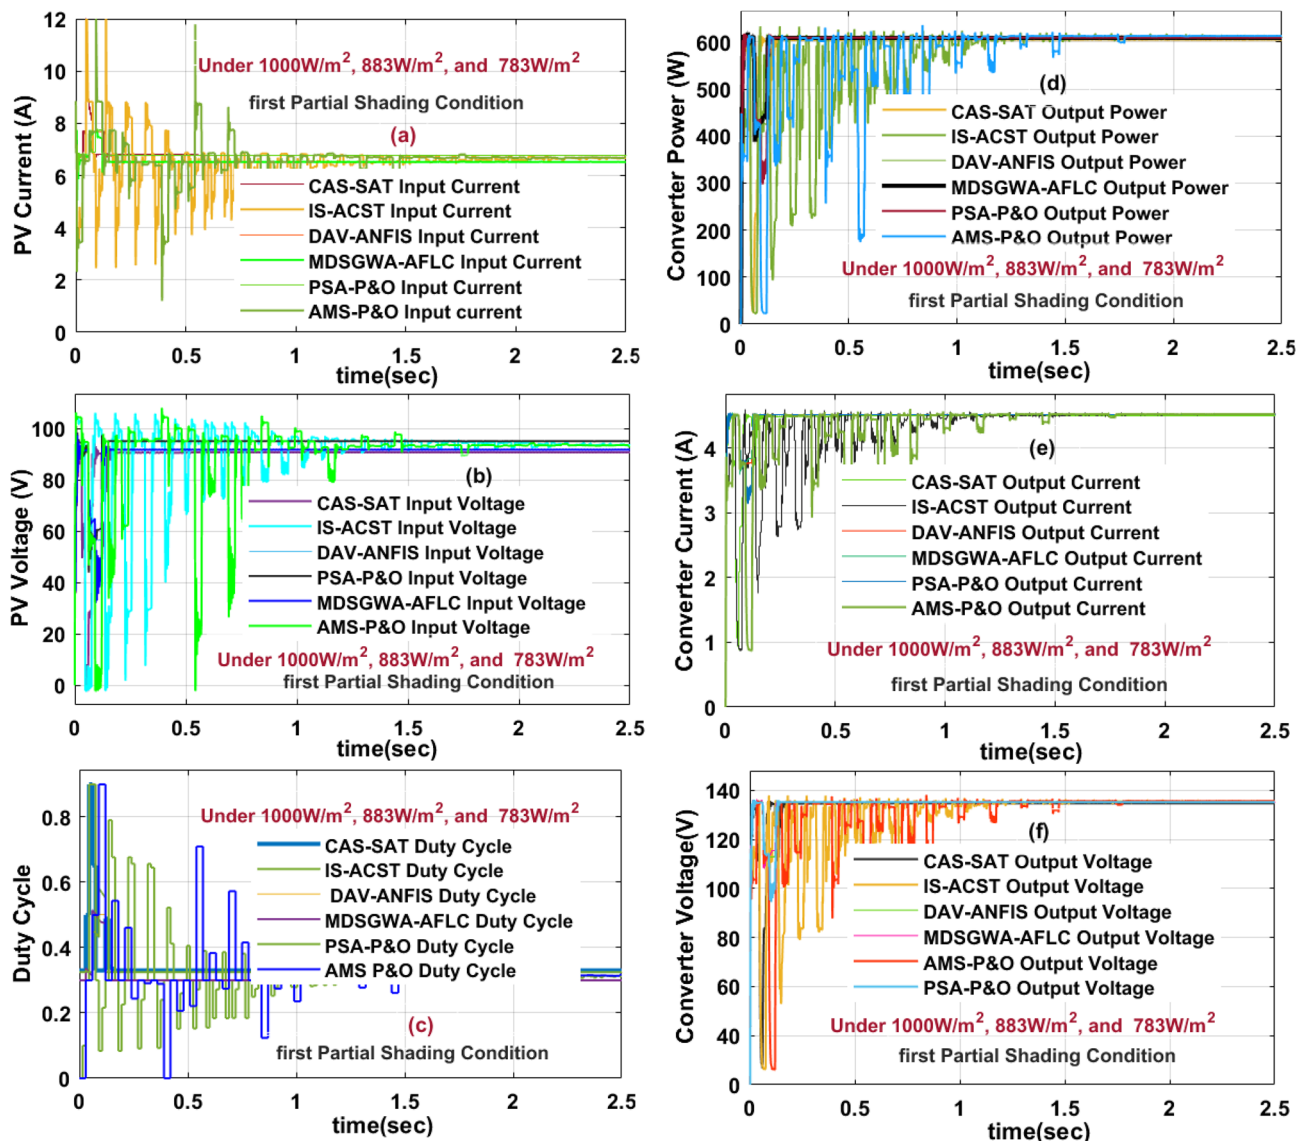 12
10
8
6
4
2
0
PV Current (A)
Under 1000W/m², 883W/m², and 783W/m²
first Partial Shading Condition
(a)
CAS-SAT Input Current
IS-ACST Input Current
DAV-ANFIS Input Current
MDSGWA-AFLC Input Current
PSA-P&O Input Current
AMS-P&O Input current
0 0.5 1 1.5 2 2.5
time(sec)
600
500
400
300
200
100
0
Converter Power (W)
(d)
CAS-SAT Output Power
IS-ACST Output Power
DAV-ANFIS Output Power
MDSGWA-AFLC Output Power
PSA-P&O Output Power
AMS-P&O Output Power
Under 1000W/m², 883W/m², and 783W/m²
first Partial Shading Condition
0 0.5 1 1.5 2 2.5
time(sec)
100
80
60
40
20
0
PV Voltage (V)
(b)
CAS-SAT Input Voltage
IS-ACST Input Voltage
DAV-ANFIS Input Voltage
PSA-P&O Input Voltage
MDSGWA-AFLC Input Voltage
AMS-P&O Input Voltage
Under 1000W/m², 883W/m², and 783W/m²
first Partial Shading Condition
0 0.5 1 1.5 2 2.5
time(sec)
4
3
2
1
0
Converter Current (A)
(e)
CAS-SAT Output Current
IS-ACST Output Current
DAV-ANFIS Output Current
MDSGWA-AFLC Output Current
PSA-P&O Output Current
AMS-P&O Output Current
Under 1000W/m², 883W/m², and 783W/m²
first Partial Shading Condition
0 0.5 1 1.5 2 2.5
time(sec)
0.8
0.6
0.4
0.2
0
Duty Cycle
Under 1000W/m², 883W/m², and 783W/m²
CAS-SAT Duty Cycle
IS-ACST Duty Cycle
DAV-ANFIS Duty Cycle
MDSGWA-AFLC Duty Cycle
PSA-P&O Duty Cycle
AMS P&O Duty Cycle
(c)
first Partial Shading Condition
0 0.5 1 1.5 2 2.5
time(sec)
140
120
100
80
60
40
20
0
Converter Voltage(V)
(f)
CAS-SAT Output Voltage
IS-ACST Output Voltage
DAV-ANFIS Output Voltage
MDSGWA-AFLC Output Voltage
AMS-P&O Output Voltage
PSA-P&O Output Voltage
Under 1000W/m², 883W/m², and 783W/m²
first Partial Shading Condition
0 0.5 1 1.5 2 2.5
time(sec)